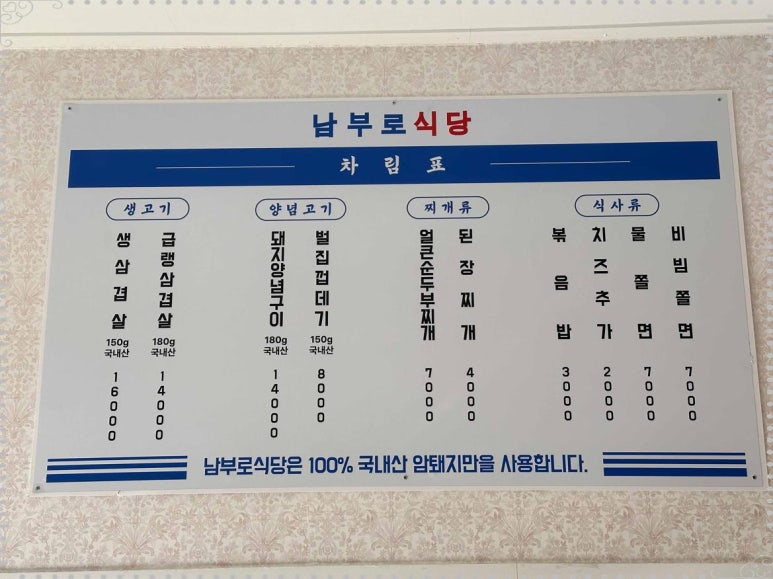 남부로식당
차림표
생고기
생삼겹살
150g
국내산
16000
급랭삼겹살
180g
국내산
14000
양념고기
돼지양념구이
180g
국내산
14000
벌집껍데기
150g
국내산
8000
찌개류
얼큰순두부찌개
7000
된장찌개
4000
식사류
볶음밥
3000
치즈추가
2000
물쫄면
7000
비빔쫄면
7000
남부로식당은 100% 국내산 암돼지만을 사용합니다.